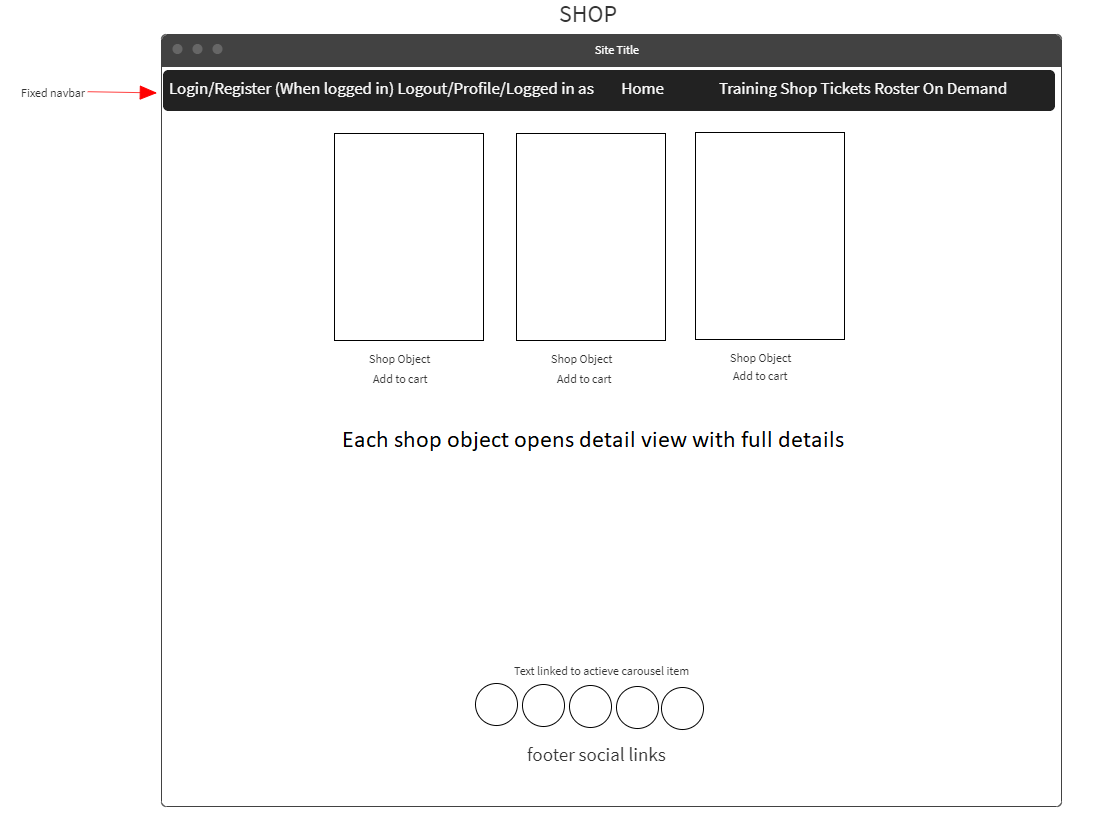 SHOP
Site Title
Fixed navbar
Login/Register (When logged in) Logout/Profile/Logged in as Home Training Shop Tickets Roster On Demand
Shop Object Shop Object Shop Object
Add to cart Add to cart Add to cart
Each shop object opens detail view with full details
Text linked to actieve carousel item
footer social links